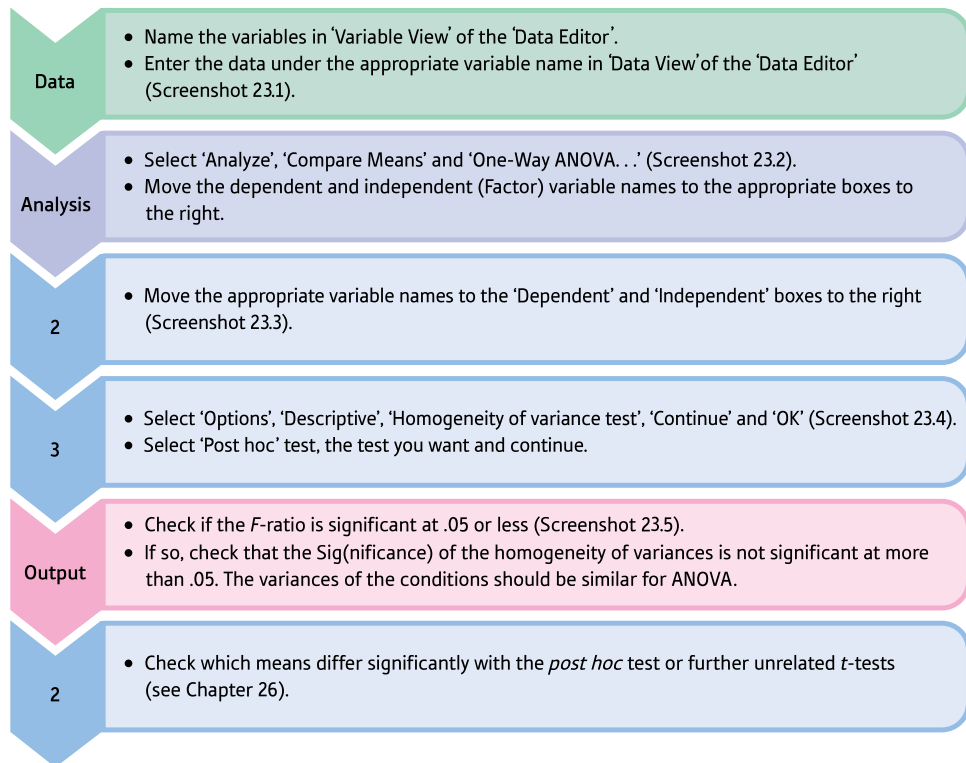 Data
• Name the variables in ‘Variable View’ of the ‘Data Editor’.
• Enter the data under the appropriate variable name in ‘Data View’ of the ‘Data Editor’
(Screenshot 23.1).
Analysis
• Select ‘Analyze’, ‘Compare Means’ and ‘One-Way ANOVA. . .’ (Screenshot 23.2).
• Move the dependent and independent (Factor) variable names to the appropriate boxes to
the right.
2
• Move the appropriate variable names to the ‘Dependent’ and ‘Independent’ boxes to the right
(Screenshot 23.3).
3
• Select ‘Options’, ‘Descriptive’, ‘Homogeneity of variance test’, ‘Continue’ and ‘OK’ (Screenshot 23.4).
• Select ‘Post hoc’ test, the test you want and continue.
Output
• Check if the F-ratio is significant at .05 or less (Screenshot 23.5).
• If so, check that the Sig(nificance) of the homogeneity of variances is not significant at more
than .05. The variances of the conditions should be similar for ANOVA.
2
• Check which means differ significantly with the post hoc test or further unrelated t-tests
(see Chapter 26).